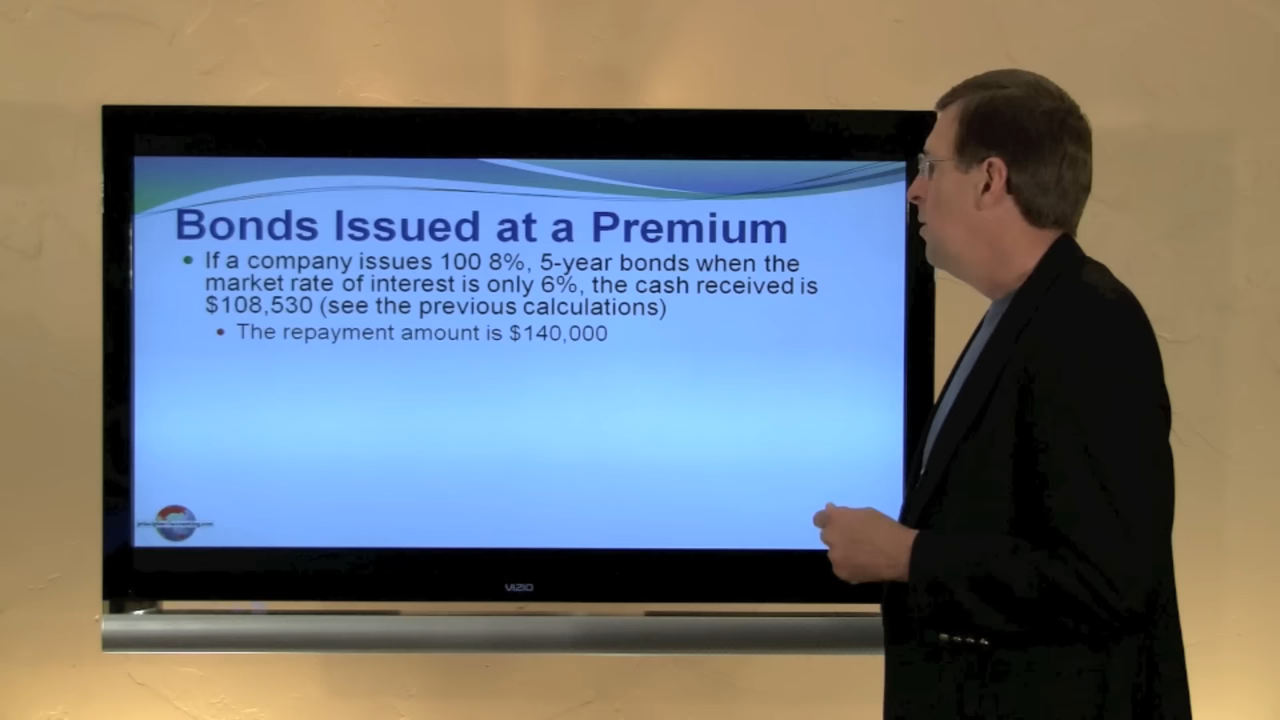 Bonds Issued at a Premium
If a company issues 100 8%, 5-year bonds when the
market rate of interest is only 6%, the cash received is
$108,530 (see the previous calculations)
The repayment amount is $140,000
VIZIO